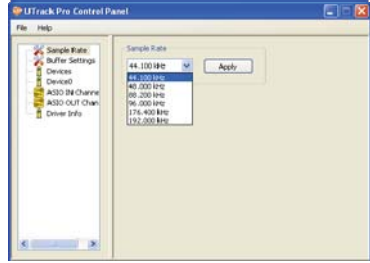 UTrack Pro Control Panel
File Help
Sample Rate
Buffer Settings
Devices
Device0
ASIO IN Channe
ASIO OUT Chan
Driver Info
Sample Rate
44.100 kHz
Apply
44.100 kHz
48.000 kHz
88.200 kHz
96.000 kHz
176.400 kHz
192.000 kHz